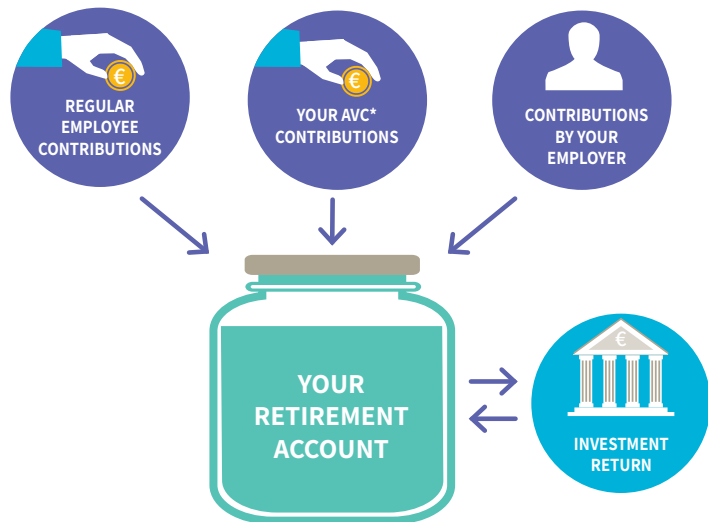 €
REGULAR
EMPLOYEE
CONTRIBUTIONS
€
YOUR AVC*
CONTRIBUTIONS
CONTRIBUTIONS
BY YOUR
EMPLOYER
YOUR
RETIREMENT
ACCOUNT
€
INVESTMENT
RETURN